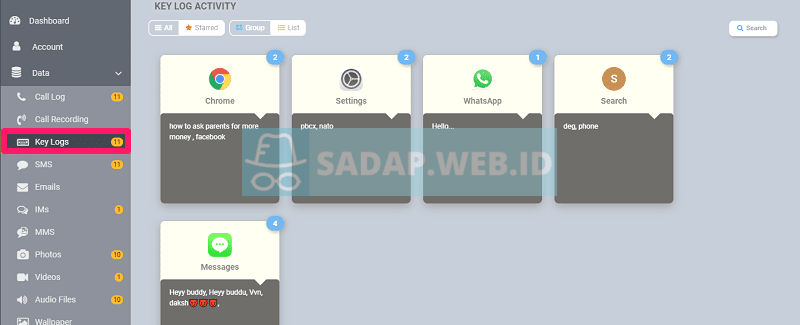 KEY LOG ACTIVITY
Dashboard
Account
Data
Call Log 11
Call Recording
Key Logs 11
SMS 11
Emails
IMs 1
MMS
Photos 10
Videos 1
Audio Files 10
Wallpaper
All Starred Group List
Search
2
Chrome
how to ask parents for more
money , facebook
2
Settings
pbcx, nato
1
WhatsApp
Hello...
2
S
Search
deg, phone
4
Messages
Heyy buddy, Heyy buddu, Vvn,
daksh👹👹👹,
SADAP.WEB.ID